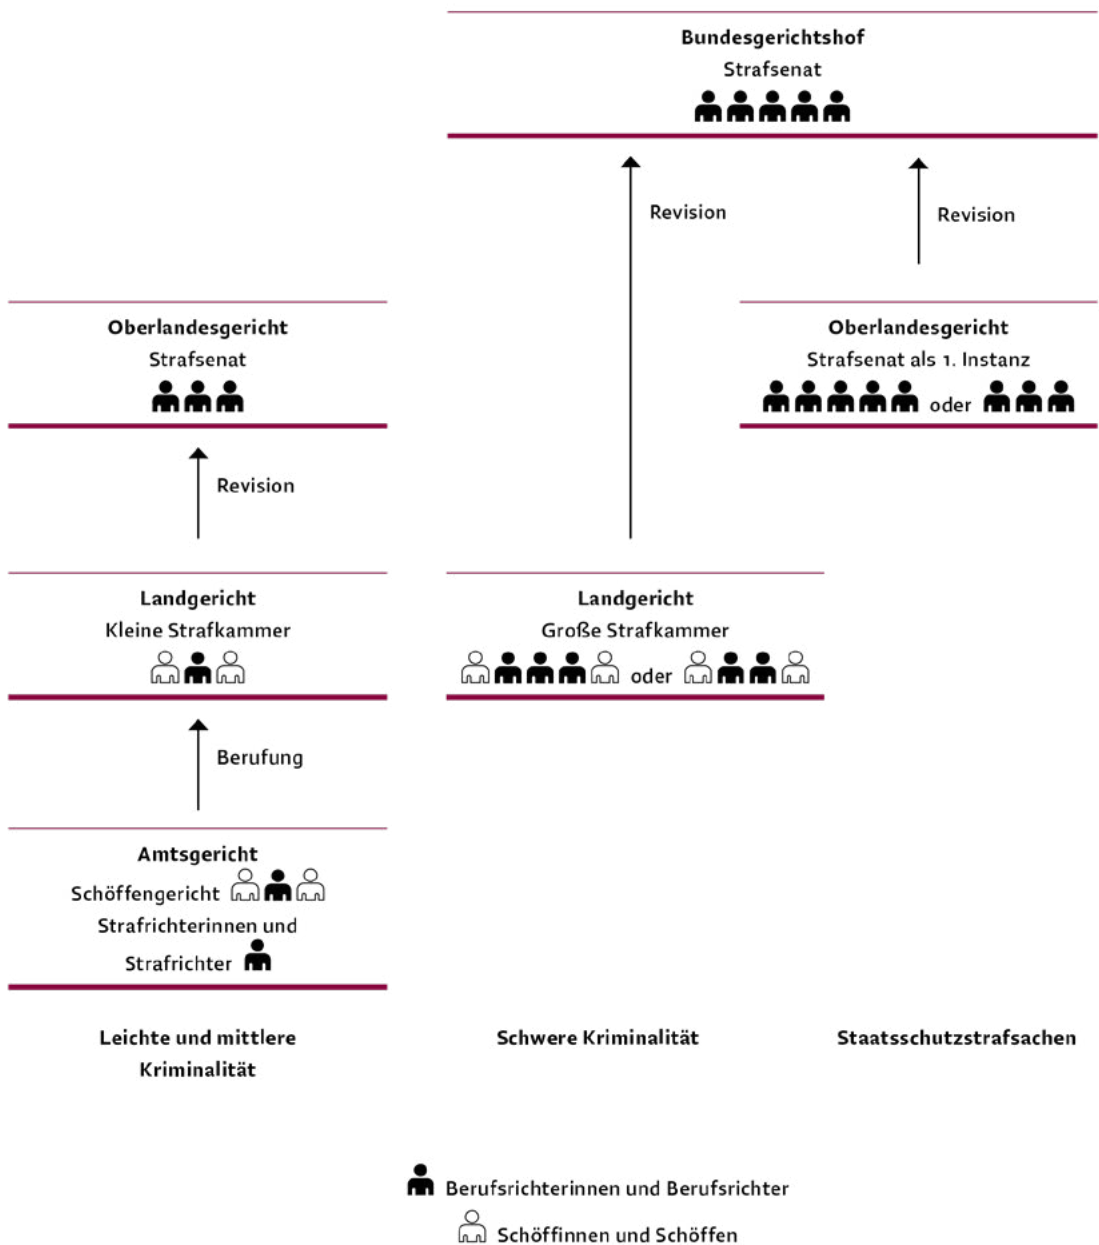 Bundesgerichtshof
Strafsenat
Revision
Revision
Oberlandesgericht
Strafsenat
Oberlandesgericht
Strafsenat als 1. Instanz
oder
Revision
Landgericht
Kleine Strafkammer
Landgericht
Große Strafkammer
oder
Berufung
Amtsgericht
Schöffengericht
Strafrichterinnen und
Strafrichter
Leichte und mittlere
Kriminalität
Schwere Kriminalität
Staatsschutzstrafsachen
Berufsrichterinnen und Berufsrichter
Schöffinnen und Schöffen